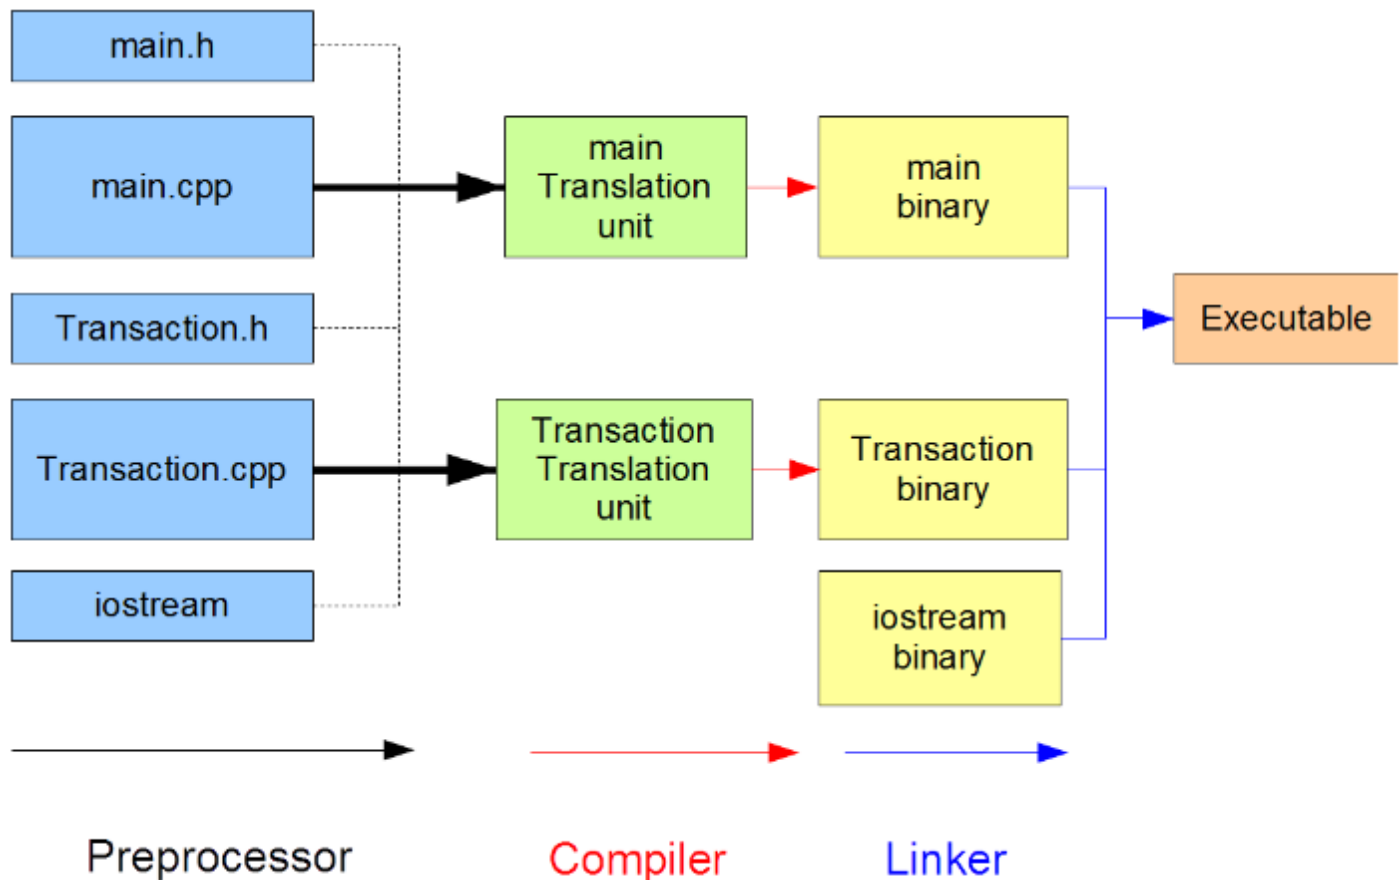 main.h
main.cpp
Transaction.h
Transaction.cpp
iostream
main
Translation
unit
Transaction
Translation
unit
main
binary
Transaction
binary
iostream
binary
Executable
Preprocessor
Compiler
Linker